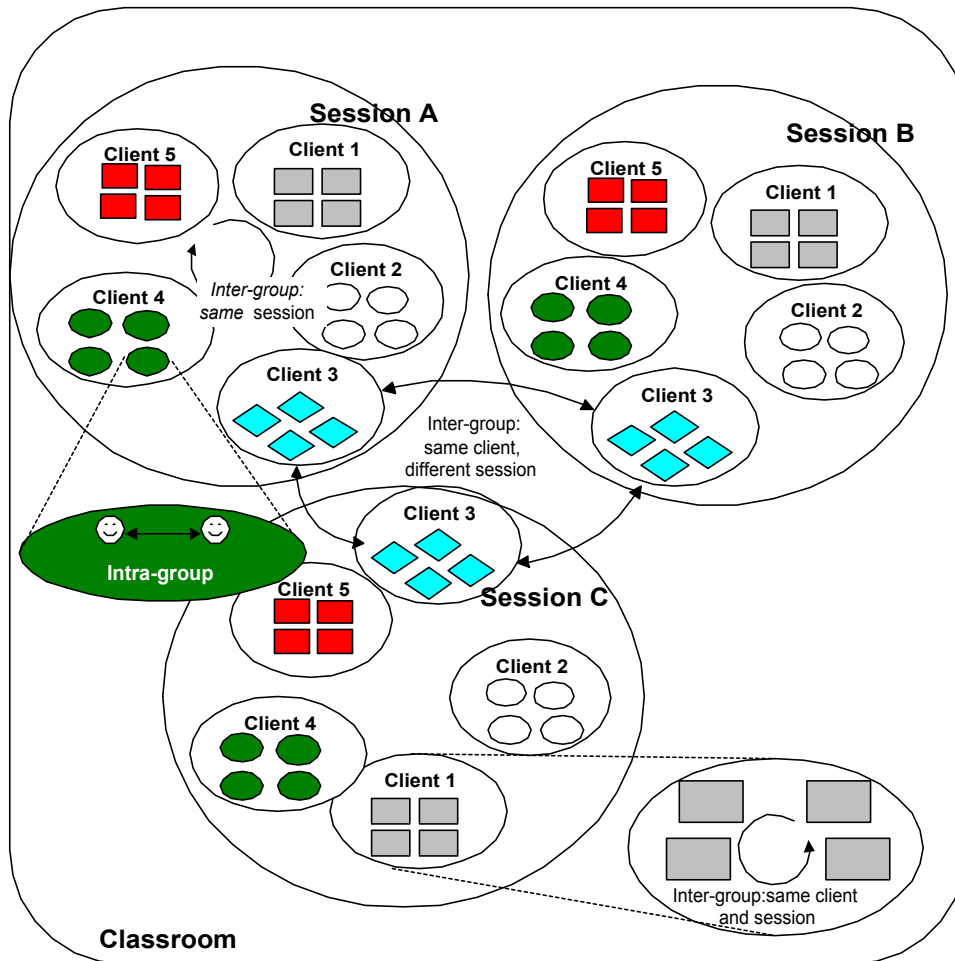 Session A
Client 5
Client 1
Client 2
Client 4
Inter-group:
same session
Client 3
Session B
Client 5
Client 1
Client 4
Client 2
Client 3
Inter-group:
same client,
different session
Intra-group
Client 3
Session C
Client 5
Client 2
Client 4
Client 1
Inter-group:same client
and session
Classroom